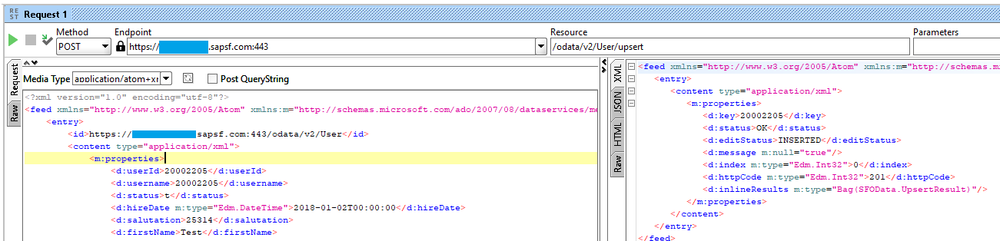 RE ST Request 1
Method Endpoint Resource Parameters
POST https:// .sapsf.com:443 /odata/v2/User/upsert
Request
Raw
Media Type application/atom+xr Post QueryString
<?xml version="1.0" encoding="utf-8"?>
<feed xmlns="http://www.w3.org/2005/Atom" xmlns:m="http://schemas.microsoft.com/ado/2007/08/dataservices/me
<entry>
<id>https:// sapsf.com:443/odata/v2/User</id>
<content type="application/xml">
<m:properties>
<d:userId>20002205</d:userId>
<d:username>20002205</d:username>
<d:status>t</d:status>
<d:hireDate m:type="Edm.DateTime">2018-01-02T00:00:00</d:hireDate>
<d:salutation>25314</d:salutation>
<d:firstName>Test</d:firstName>
XML
JSON
HTML
Raw
<feed xmlns="http://www.w3.org/2005/Atom" xmlns:m="http://schemas.mi
<entry>
<content type="application/xml">
<m:properties>
<d:key>20002205</d:key>
<d:status>OK</d:status>
<d:editStatus>INSERTED</d:editStatus>
<d:message m:null="true"/>
<d:index m:type="Edm.Int32">0</d:index>
<d:httpCode m:type="Edm.Int32">201</d:httpCode>
<d:inlineResults m:type="Bag(SFOData.UpsertResult)"/>
</m:properties>
</content>
</entry>
</feed>